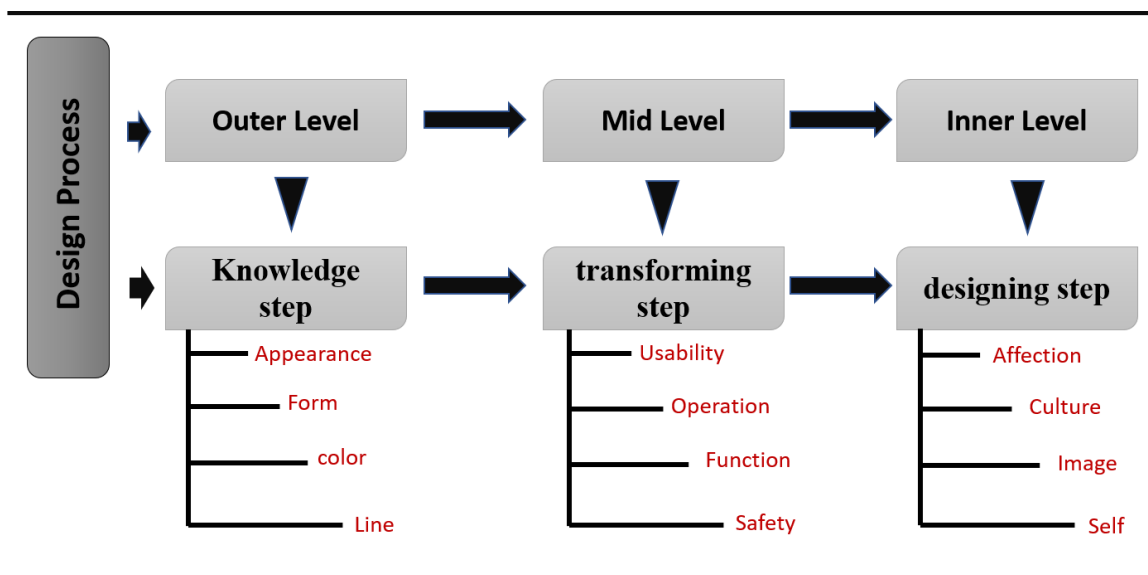 Design Process
Outer Level
Mid Level
Inner Level
Knowledge
step
transforming
step
designing step
Appearance
Form
color
Line
Usability
Operation
Function
Safety
Affection
Culture
Image
Self